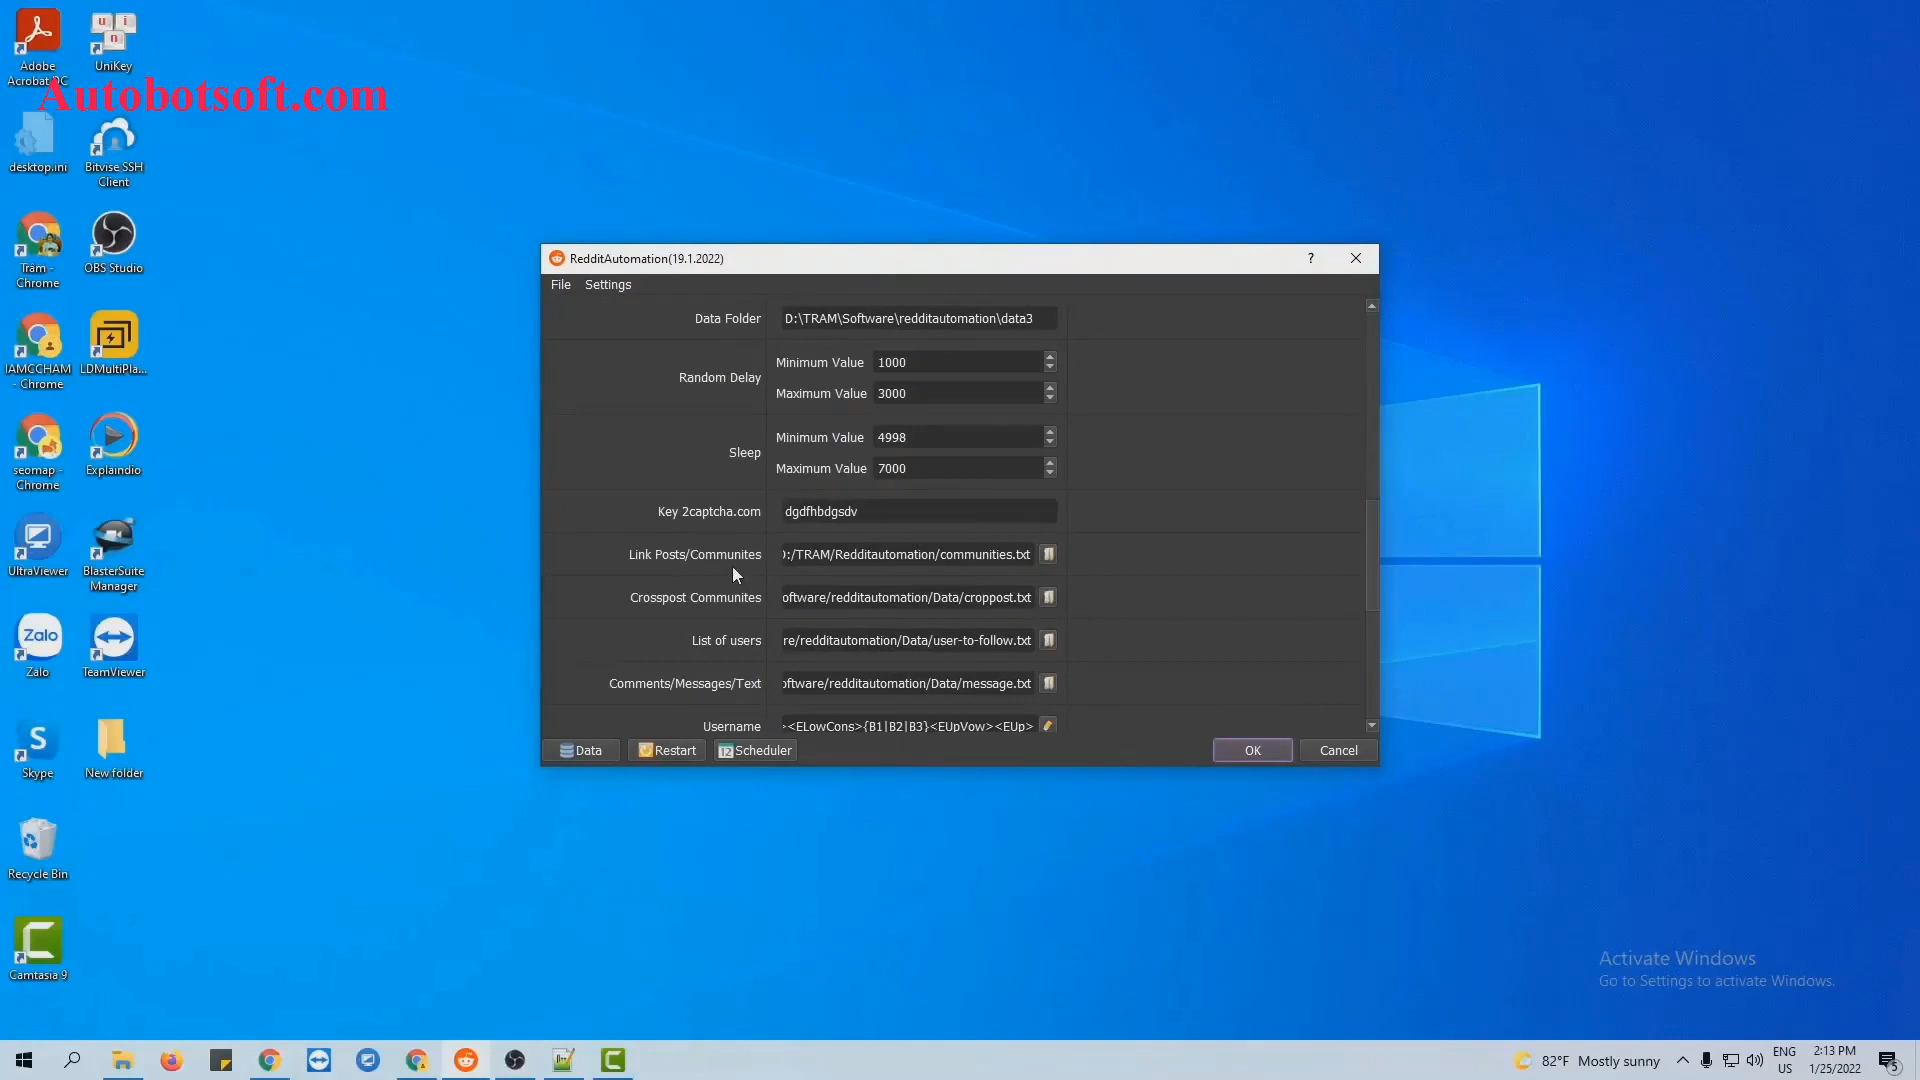 Adobe
Acrobat DC
UniKey
Autobotsoft.com
desktop.ini
Bitvise SSH
Client
Trâm -
Chrome
OBS Studio
IAMCCHAM
- Chrome
LDMultiPla...
seomap -
Chrome
Explaindio
UltraViewer
BlasterSuite
Manager
Zalo
Zalo
TeamViewer
Skype
New folder
Recycle Bin
Camtasia 9
RedditAutomation(19.1.2022)
?
File Settings
Data Folder D:\TRAM\Software\redditautomation\data3
Random Delay
Minimum Value 1000
Maximum Value 3000
Sleep
Minimum Value 4998
Maximum Value 7000
Key 2captcha.com dgdfhbdgsdv
Link Posts/Communites ):/TRAM/Redditautomation/communities.txt
Crosspost Communites oftware/redditautomation/Data/croppost.txt
List of users re/redditautomation/Data/user-to-follow.txt
Comments/Messages/Text oftware/redditautomation/Data/message.txt
Username ><ELowCons>{B1|B2|B3}<EUpVow><EUp>
Data Restart 12 Scheduler OK Cancel
Activate Windows
Go to Settings to activate Windows.
82°F Mostly sunny
ENG
US
2:13 PM
1/25/2022
5